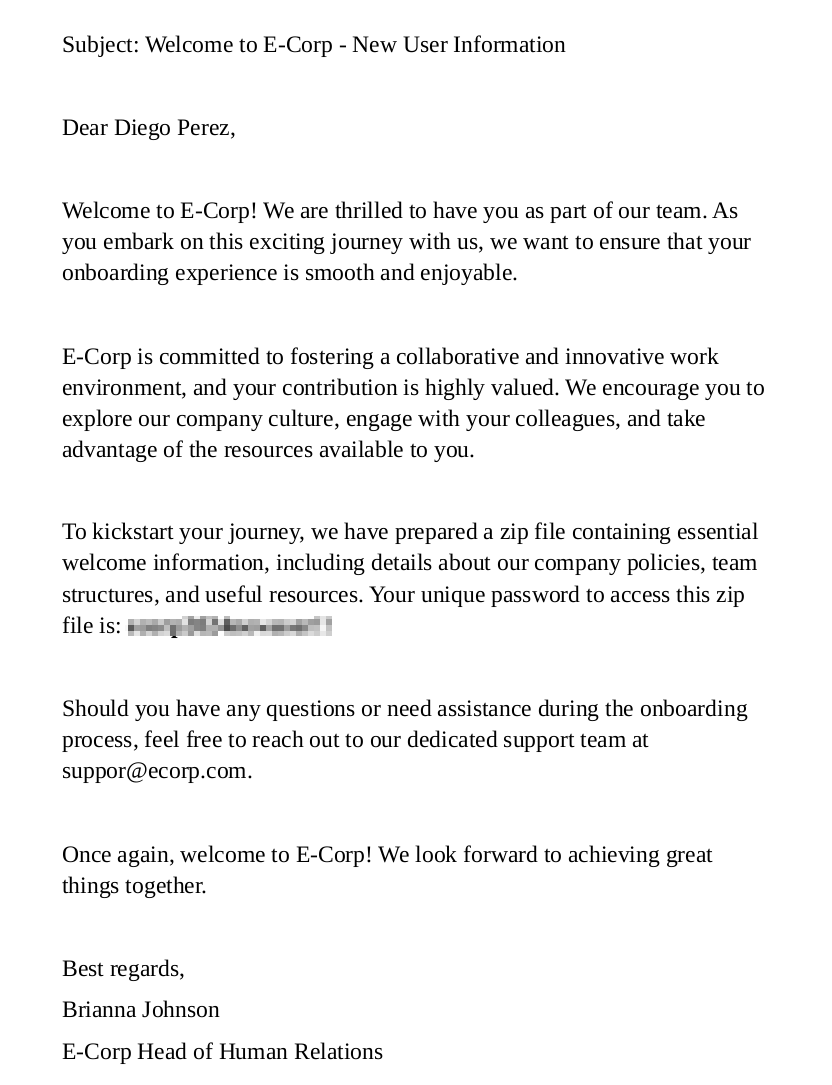 Subject: Welcome to E-Corp - New User Information
Dear Diego Perez,
Welcome to E-Corp! We are thrilled to have you as part of our team. As
you embark on this exciting journey with us, we want to ensure that your
onboarding experience is smooth and enjoyable.
E-Corp is committed to fostering a collaborative and innovative work
environment, and your contribution is highly valued. We encourage you to
explore our company culture, engage with your colleagues, and take
advantage of the resources available to you.
To kickstart your journey, we have prepared a zip file containing essential
welcome information, including details about our company policies, team
structures, and useful resources. Your unique password to access this zip
file is:
Should you have any questions or need assistance during the onboarding
process, feel free to reach out to our dedicated support team at
suppor@ecorp.com.
Once again, welcome to E-Corp! We look forward to achieving great
things together.
Best regards,
Brianna Johnson
E-Corp Head of Human Relations